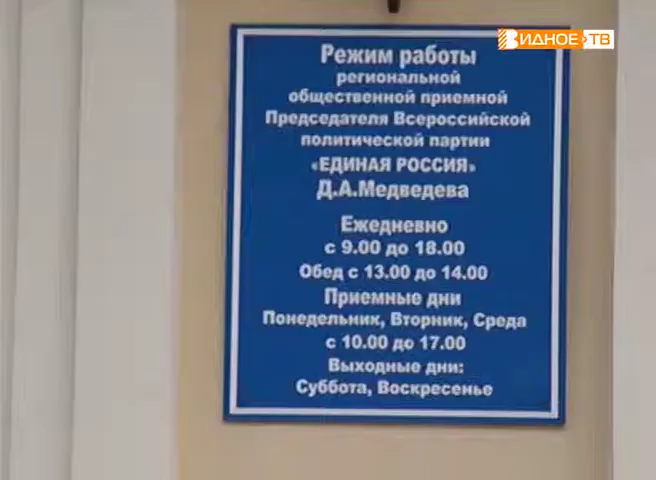 ВИДНОЕ ТВ
Режим работы
региональной
общественной приемной
Председателя Всероссийской
политической партии
«ЕДИНАЯ РОССИЯ»
Д.А.Медведева
Ежедневно
с 9.00 до 18.00
Обед с 13.00 до 14.00
Приемные дни
Понедельник, Вторник, Среда
с 10.00 до 17.00
Выходные дни:
Суббота, Воскресенье